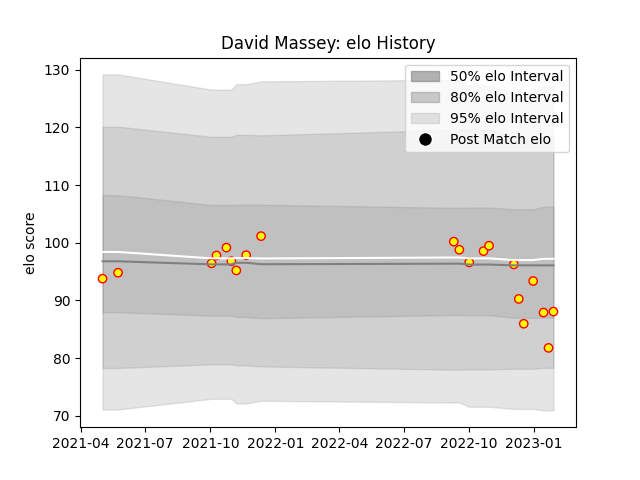 David Massey: elo History
130
120
110
100
90
80
70
elo score
50% elo Interval
80% elo Interval
95% elo Interval
Post Match elo
2021-04 2021-07 2021-10 2022-01 2022-04 2022-07 2022-10 2023-01